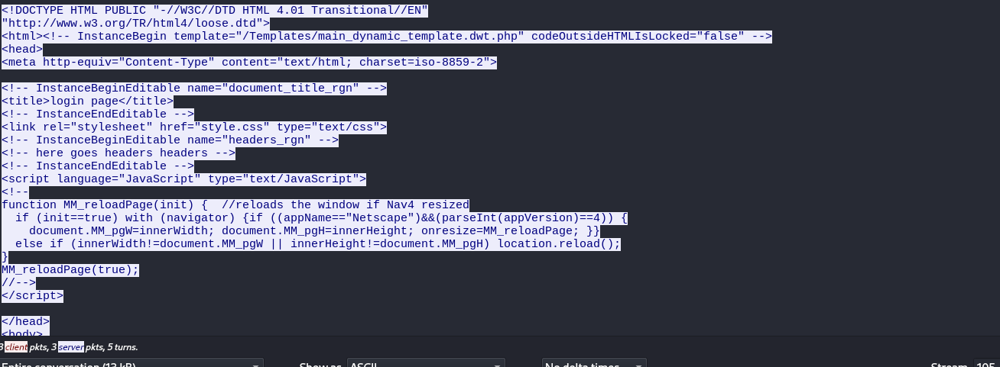 <!DOCTYPE HTML PUBLIC "-//W3C//DTD HTML 4.01 Transitional//EN"
"http://www.w3.org/TR/html4/loose.dtd">
<html><!-- InstanceBegin template="/Templates/main_dynamic_template.dwt.php" codeOutsideHTMLIsLocked="false" -->
<head>
<meta http-equiv="Content-Type" content="text/html; charset=iso-8859-2">
<!-- InstanceBeginEditable name="document_title_rgn" -->
<title>login page</title>
<!-- InstanceEndEditable -->
<link rel="stylesheet" href="style.css" type="text/css">
<!-- InstanceBeginEditable name="headers_rgn" -->
<!-- here goes headers headers -->
<!-- InstanceEndEditable -->
<script language="JavaScript" type="text/JavaScript">
<!--
function MM_reloadPage(init) {  //reloads the window if Nav4 resized
  if (init==true) with (navigator) {if ((appName=="Netscape")&&(parseInt(appVersion)==4)) {
    document.MM_pgW=innerWidth; document.MM_pgH=innerHeight; onresize=MM_reloadPage; }}
  else if (innerWidth!=document.MM_pgW || innerHeight!=document.MM_pgH) location.reload();
}
MM_reloadPage(true);
//-->
</script>
</head>
<body>
3 client pkts, 3 server pkts, 5 turns.
Entire conversation (13 kB) Show as ASCII No delta times Stream 105